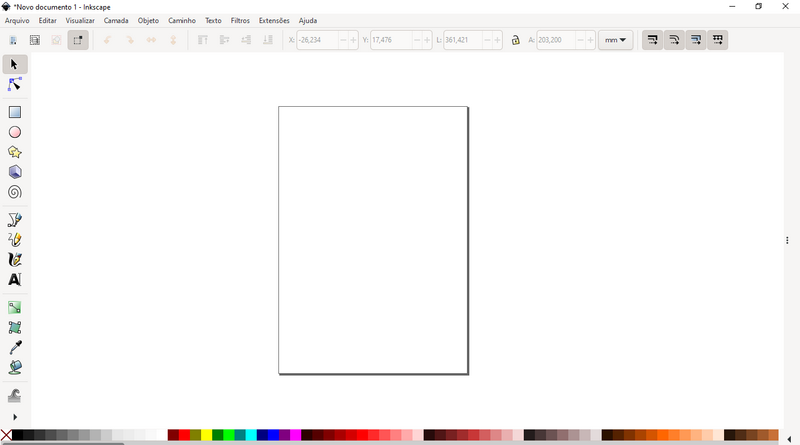 *Novo documento 1 - Inkscape
Arquivo Editar Visualizar Camada Objeto Caminho Texto Filtros Extensões Ajuda
X: -26,234 Y: 17,476 L: 361,421 A: 203,200 mm